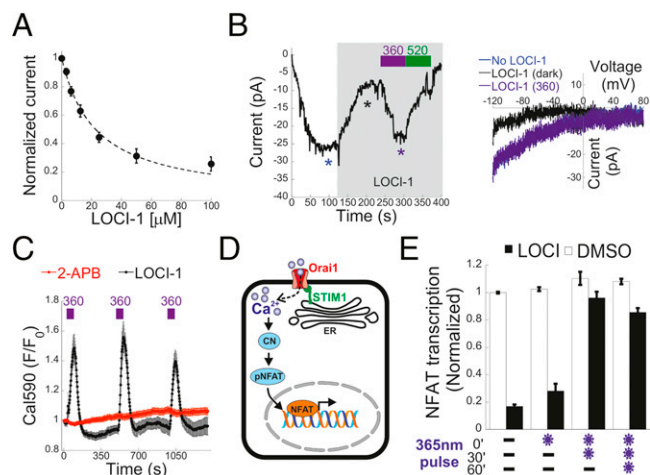 A
Normalized current
1.0
0.8
0.6
0.4
0.2
0.0
0 20 40 60 80 100
LOCI-1 [μM]
B
Current (pA)
0
-5
-10
-15
-20
-25
-30
-35
-40
360 520
*
*
*
LOCI-1
0 50 100 150 200 250 300 350 400
Time (s)
No LOCI-1
LOCI-1 (dark)
LOCI-1 (360)
Voltage
(mV)
-120 -80 -40 0 40 80
10
-10
-20
-30
Current
(pA)
C
2-APB LOCI-1
360 360 360
Cal590 (F/F0)
1.8
1.6
1.4
1.2
1
0.8
0 350 700 1050
Time (s)
D
Orai1
Ca2+
STIM1
ER
CN
pNFAT
NFAT
E
LOCI DMSO
NFAT transcription
(Normalized)
1.0
0.8
0.6
0.4
0.2
0
365nm
pulse
0'
30'
60'